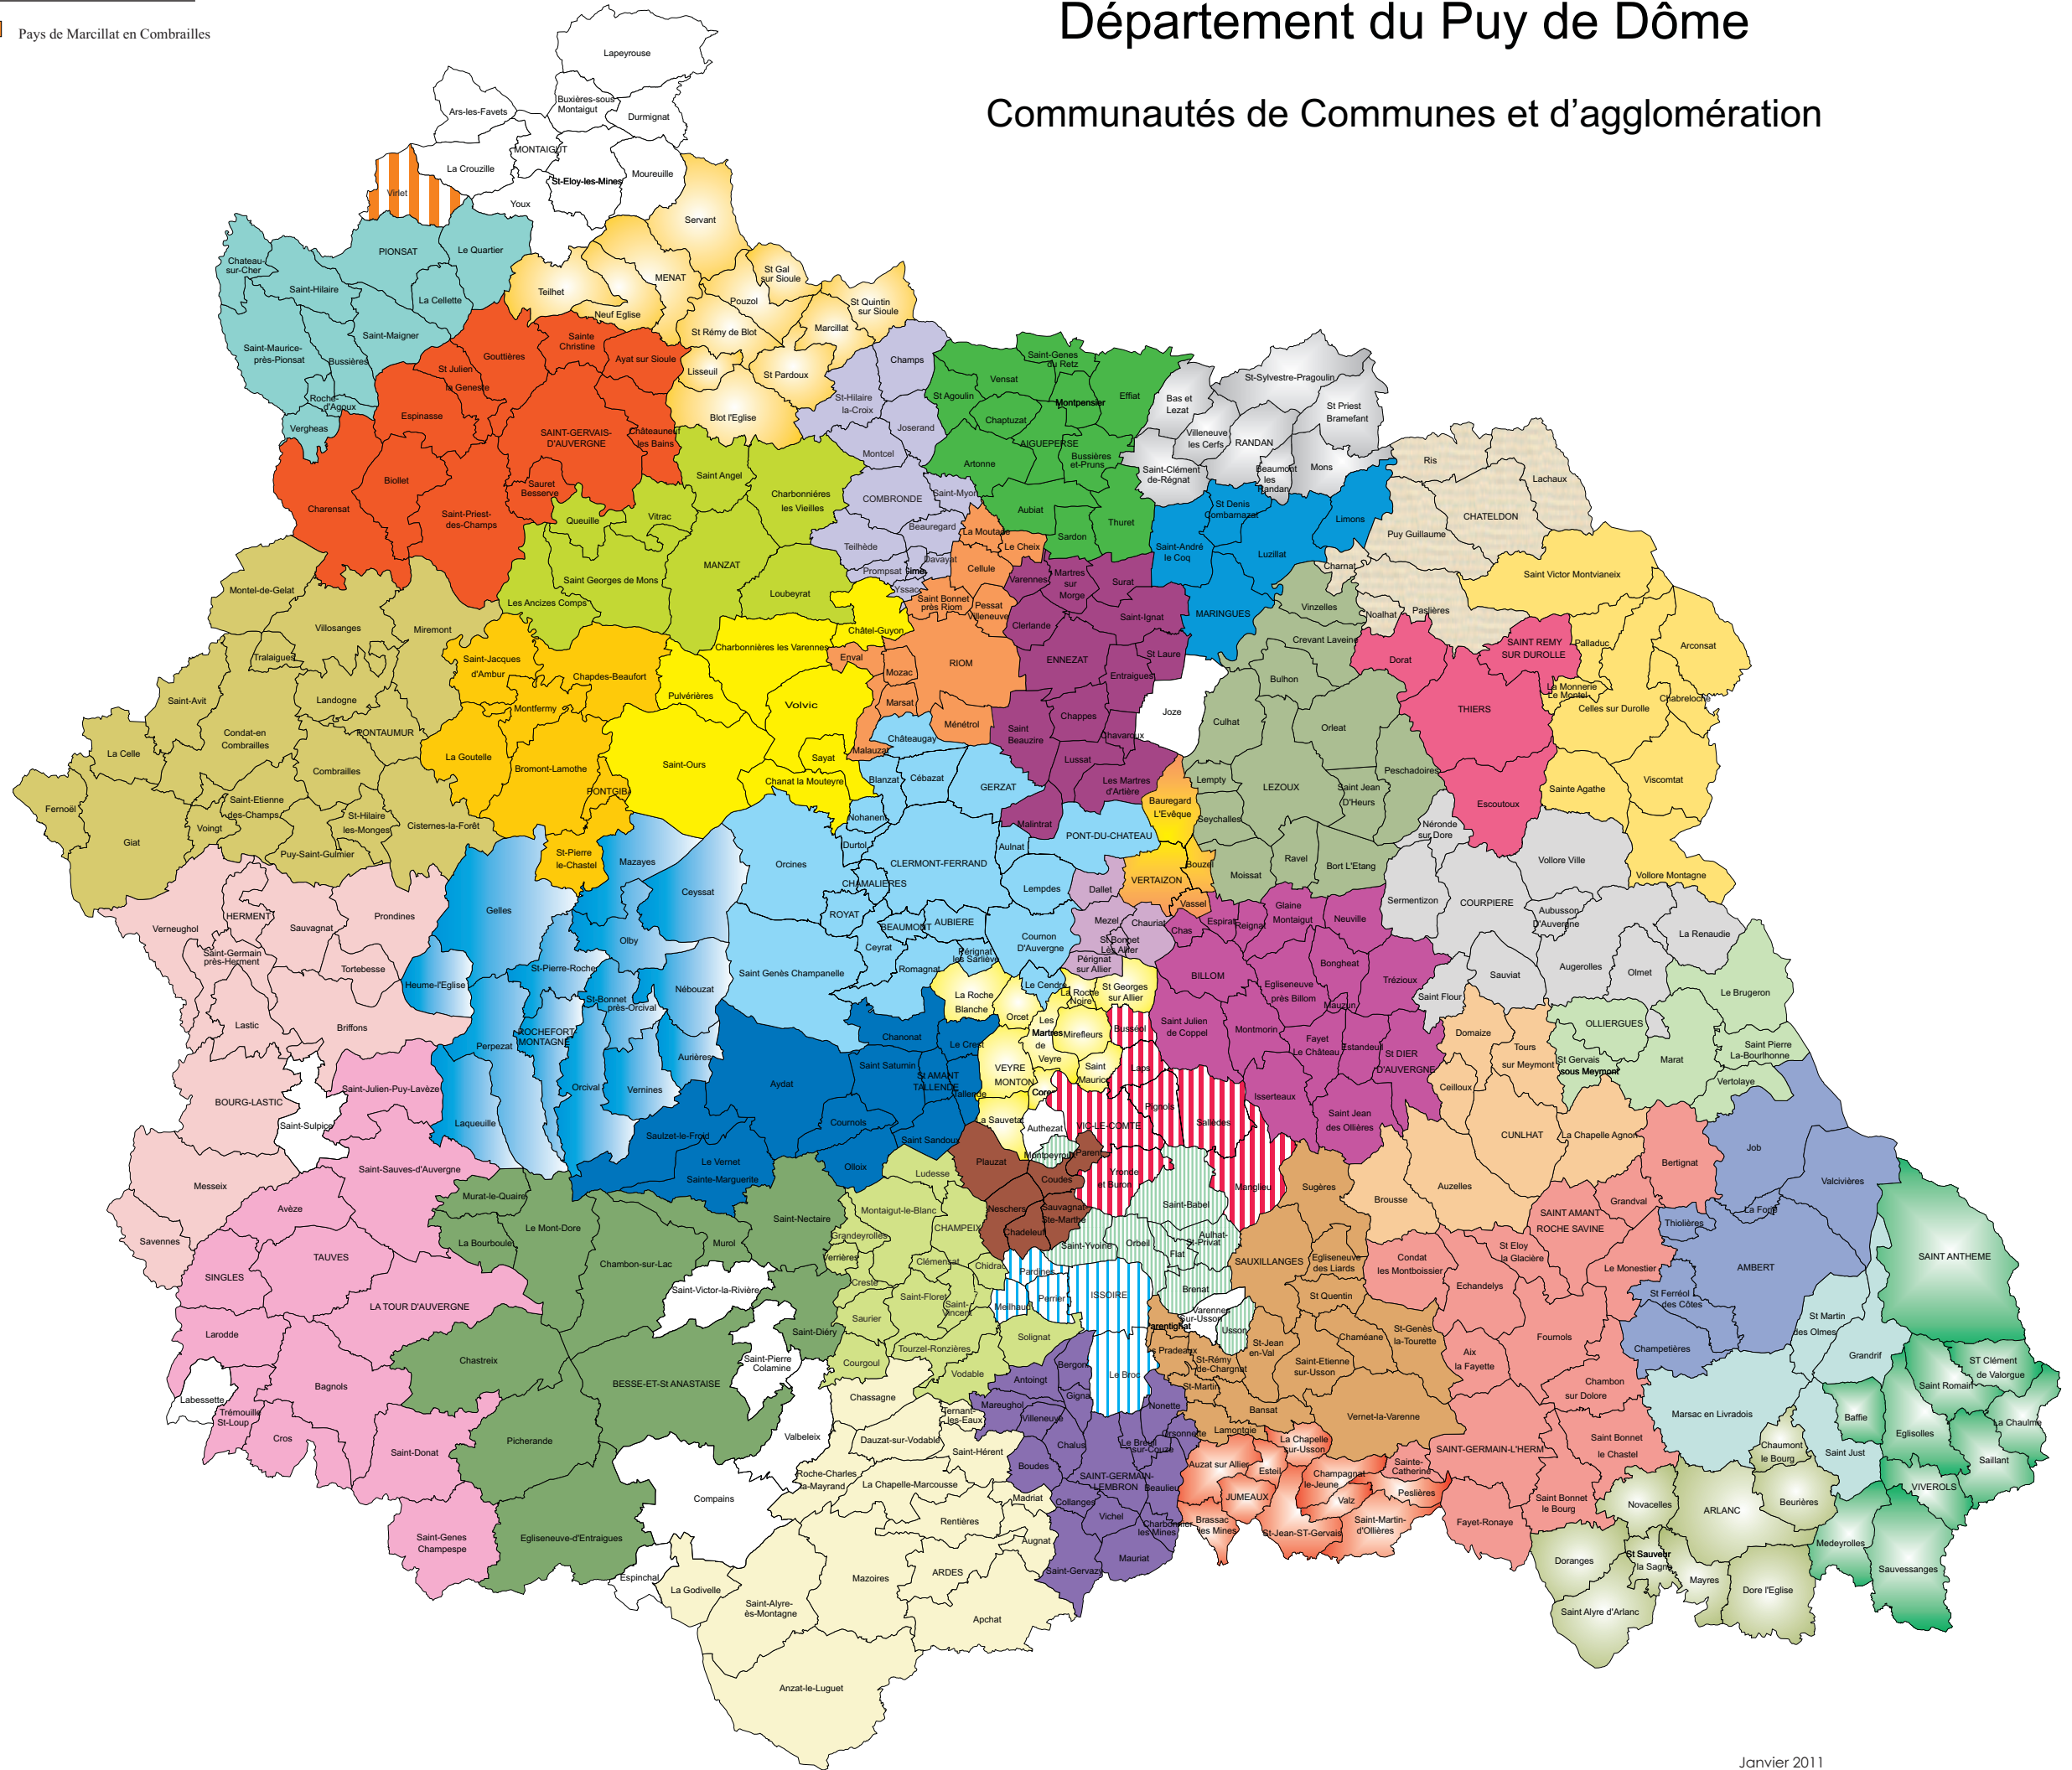 Département du Puy de Dôme
Pays de Marcillat en Combrailles
Communautés de Communes et d’agglomération
Lapeyrouse
Ars-les-Favets
Buxières-sous
Montaigut
Durmignat
MONTAIGUT
La Crouzille
St-Eloy-les-Mines
Moureuille
Virlet
Youx
Servant
PIONSAT
Le Quartier
Chateau-
sur-Cher
Saint-Hilaire
La Cellette
Saint-Maurice-
près-Pionsat
Saint-Maigner
Bussières
Roche-
d'Agoux
Vergheas
Teilhet
MENAT
Neuf Eglise
St Gal
sur Sioule
Pouzol
St Quintin
sur Sioule
St Rémy de Blot
Marcillat
Lisseuil
St Pardoux
Blot l'Eglise
Gouttières
Sainte
Christine
Ayat sur Sioule
St Julien
la Geneste
Espinasse
SAINT-GERVAIS-
D'AUVERGNE
Châteauneuf
les Bains
Biollet
Sauret
Besserve
Charensat
Saint-Priest-
des-Champs
Champs
St-Hilaire
la-Croix
Joserand
Montcel
COMBRONDE
Saint-Myon
Beauregard
Teilhède
Davayat
Prompsat
Gimeaux
Yssac
Saint-Genes
du Retz
Vensat
St Agoulin
Montpensier
Effiat
Chaptuzat
AIGUEPERSE
Artonne
Bussières
et-Pruns
Aubiat
Thuret
Sardon
Bas et
Lezat
St-Sylvestre-Pragoulin
St Priest
Bramefant
Villeneuve
les Cerfs
RANDAN
Saint-Clément
de-Régnat
Beaumont
les
Randan
Mons
Ris
Lachaux
CHATELDON
Puy Guillaume
Charnat
Noalhat
Paslières
St Denis
Combarnazat
Limons
Saint-André
le Coq
Luzillat
MARINGUES
Saint Angel
Charbonniéres
les Vieilles
Queuille
Vitrac
MANZAT
Saint Georges de Mons
Les Ancizes Comps
Loubeyrat
La Moutade
Le Cheix
Cellule
Saint Bonnet
près Riom
Pessat
Villeneuve
Enval
Mozac
RIOM
Marsat
Ménétrol
Malauzat
Varennes
Martres
sur
Morge
Surat
Saint-Ignat
Clerlande
ENNEZAT
St Laure
Entraigues
Chappes
Saint
Beauzire
Chavaroux
Lussat
Les Martres
d'Artière
Malintrat
Joze
Saint Victor Montvianeix
Palladuc
Arconsat
La Monnerie
Le Montel
Chabreloche
Celles sur Durolle
Sainte Agathe
Viscomtat
Vollore Montagne
SAINT REMY
SUR DUROLLE
Dorat
THIERS
Escoutoux
Vinzelles
Crevant Laveine
Bulhon
Culhat
Orleat
Peschadoires
Lempty
LEZOUX
Saint Jean
D'Heurs
Seychalles
Ravel
Bort L'Etang
Moissat
Montel-de-Gelat
Villosanges
Miremont
Tralaigues
Saint-Avit
Landogne
Condat-en
Combrailles
PONTAUMUR
La Celle
Combrailles
Fernoël
Saint-Etienne
des-Champs
St-Hilaire
les-Monges
Voingt
Giat
Puy-Saint-Gulmier
Cisternes-la-Forêt
Saint-Jacques
d'Ambur
Chapdes-Beaufort
Montfermy
La Goutelle
Bromont-Lamothe
St-Pierre
le-Chastel
Châtel-Guyon
Charbonnières les Varennes
Pulvérières
Volvic
Saint-Ours
Sayat
Chanat la Mouteyre
Châteaugay
Blanzat
Cébazat
GERZAT
Nohanent
Durtol
Orcines
CLERMONT-FERRAND
Aulnat
PONT-DU-CHATEAU
CHAMALIERES
Lempdes
ROYAT
BEAUMONT
AUBIERE
Ceyrat
Cournon
D'Auvergne
Pérignat
lès Sarliève
Saint Genès Champanelle
Romagnat
Le Cendre
Bauregard
L'Evêque
VERTAIZON
Bouzel
Vassel
Dallet
Mezel
Chauriat
St Bonnet
Lès Allier
Pérignat
sur Allier
Néronde
sur Dore
Vollore Ville
Sermentizon
COURPIERE
Aubusson
D'Auvergne
La Renaudie
Sauviat
Augerolles
Olmet
Saint Flour
Chas
Espirat
Reignat
Glaine
Montaigut
Neuville
BILLOM
Bongheat
Trézioux
Egliseneuve
près Billom
Mauzun
Saint Julien
de Coppel
Montmorin
Fayet
Le Château
Estandeuil
St DIER
D'AUVERGNE
Isserteaux
Saint Jean
des Ollières
Verneughol
HERMENT
Sauvagnat
Prondines
Saint-Germain
près-Herment
Tortebesse
Lastic
Briffons
BOURG-LASTIC
Messeix
Savennes
Saint-Sulpice
Mazayes
Ceyssat
Gelles
Olby
Heume-l'Eglise
St-Pierre-Roche
St-Bonnet
près-Orcival
Nébouzat
Perpezat
ROCHEFORT-
MONTAGNE
Aurières
Orcival
Vernines
Laqueuille
Chanonat
Le Crest
Saint Saturnin
St AMANT
TALLENDE
Tallende
Aydat
Cournols
Saulzet-le-Froid
Saint Sandoux
Le Vernet
Sainte-Marguerite
Olloix
La Roche
Blanche
Orcet
La Roche
Noire
St Georges
sur Allier
Les
Martres
de
Veyre
Mirefleurs
VEYRE
MONTON
Saint
Maurice
Authezat
Montpeyroux
Busséol
Laps
Pignols
Sallèdes
VIC-LE-COMTE
Yronde
et Buron
Manglieu
Plauzat
Coudes
Neschers
Sauvagnat-
Ste-Marthe
Chadeleuf
Domaize
Tours
sur Meymont
Ceilloux
CUNLHAT
La Chapelle Agnon
Auzelles
Brousse
OLLIERGUES
Le Brugeron
St Gervais
sous Meymont
Marat
Saint Pierre
La-Bourlhonne
Vertolaye
Job
Valcivières
La Forie
Thiolières
AMBERT
St Ferréol
des Côtes
Champetières
SAINT ANTHEME
St Martin
des Olmes
Grandrif
Marsac en Livradois
Saint Just
Baffie
Saint Romain
ST Clément
de Valorgue
Eglisolles
La Chaulme
Saillant
VIVEROLS
Medeyrolles
Sauvessanges
Chaumont
le Bourg
Beurières
ARLANC
Novacelles
Doranges
St Sauveur
la Sagne
Mayres
Dore l'Eglise
Saint Alyre d'Arlanc
Bertignat
Grandval
SAINT AMANT
ROCHE SAVINE
St Eloy
la Glacière
Le Monestier
Condat
les Montboissier
Echandelys
Fournols
Aix
la Fayette
Chambon
sur Dolore
SAINT-GERMAIN-L'HERM
Saint Bonnet
le Chastel
Sainte-
Catherine
Saint Bonnet
le Bourg
Fayet-Ronaye
Saint-Julien-Puy-Lavèze
Saint-Sauves-d'Auvergne
Avèze
TAUVES
SINGLES
LA TOUR D'AUVERGNE
Larodde
Bagnols
Labessette
Trémouille
St-Loup
Cros
Saint-Donat
Saint-Genes
Champespe
Murat-le-Quaire
Le Mont-Dore
La Bourboule
Chambon-sur-Lac
Murol
Saint-Nectaire
Saint-Victor-la-Rivière
Saint-Diéry
Chastreix
BESSE-ET-St ANASTAISE
Saint-Pierre
Colamine
Picherande
Egliseneuve-d'Entraigues
Valbeleix
Compains
Espinchal
Ludesse
Montaigut-le-Blanc
CHAMPEIX
Grandeyrolles
Verrières
Clémensat
Chidrac
Creste
Saint-Floret
Saint-
Vincent
Saurier
Solignat
Tourzel-Ronzières
Courgoul
Vodable
Pardines
Meilhaud
Perrier
ISSOIRE
Le Broc
Saint-Yvoine
Saint-Babel
Orbeil
Aulhat-
St-Privat
Flat
Brenat
Varennes
Sur-Usson
Usson
Sugères
SAUXILLANGES
Egliseneuve
des Liards
St Quentin
Parentignat
St-Jean
en-Val
Chaméane
St-Genès
la-Tourette
St-Rémy
de-Chargnat
Saint-Etienne
sur-Usson
St-Martin
Bansat
Lamontgie
Vernet-la-Varenne
Chassagne
Ternant-
les-Eaux
Dauzat-sur-Vodable
Saint-Hérent
Roche-Charles
la-Mayrand
La Chapelle-Marcousse
Madriat
Rentières
Augnat
La Godivelle
Mazoires
ARDES
Saint-Alyre-
ès-Montagne
Apchat
Anzat-le-Luguet
Antoingt
Mareughol
Villeneuve
Nonette
Orsonnette
Chalus
Le Breuil
sur-Couze
Boudes
SAINT-GERMAIN-
LEMBRON
Beaulieu
Collanges
Vichel
Charbonnier
les Mines
Mauriat
Saint-Gervazy
Auzat sur Allier
La Chapelle
sur-Usson
Esteil
Champagnat
le-Jeune
JUMEAUX
Valz
Peslières
Brassac
les Mines
St-Jean-ST-Gervais
Saint-Martin-
d'Ollières
Janvier 2011